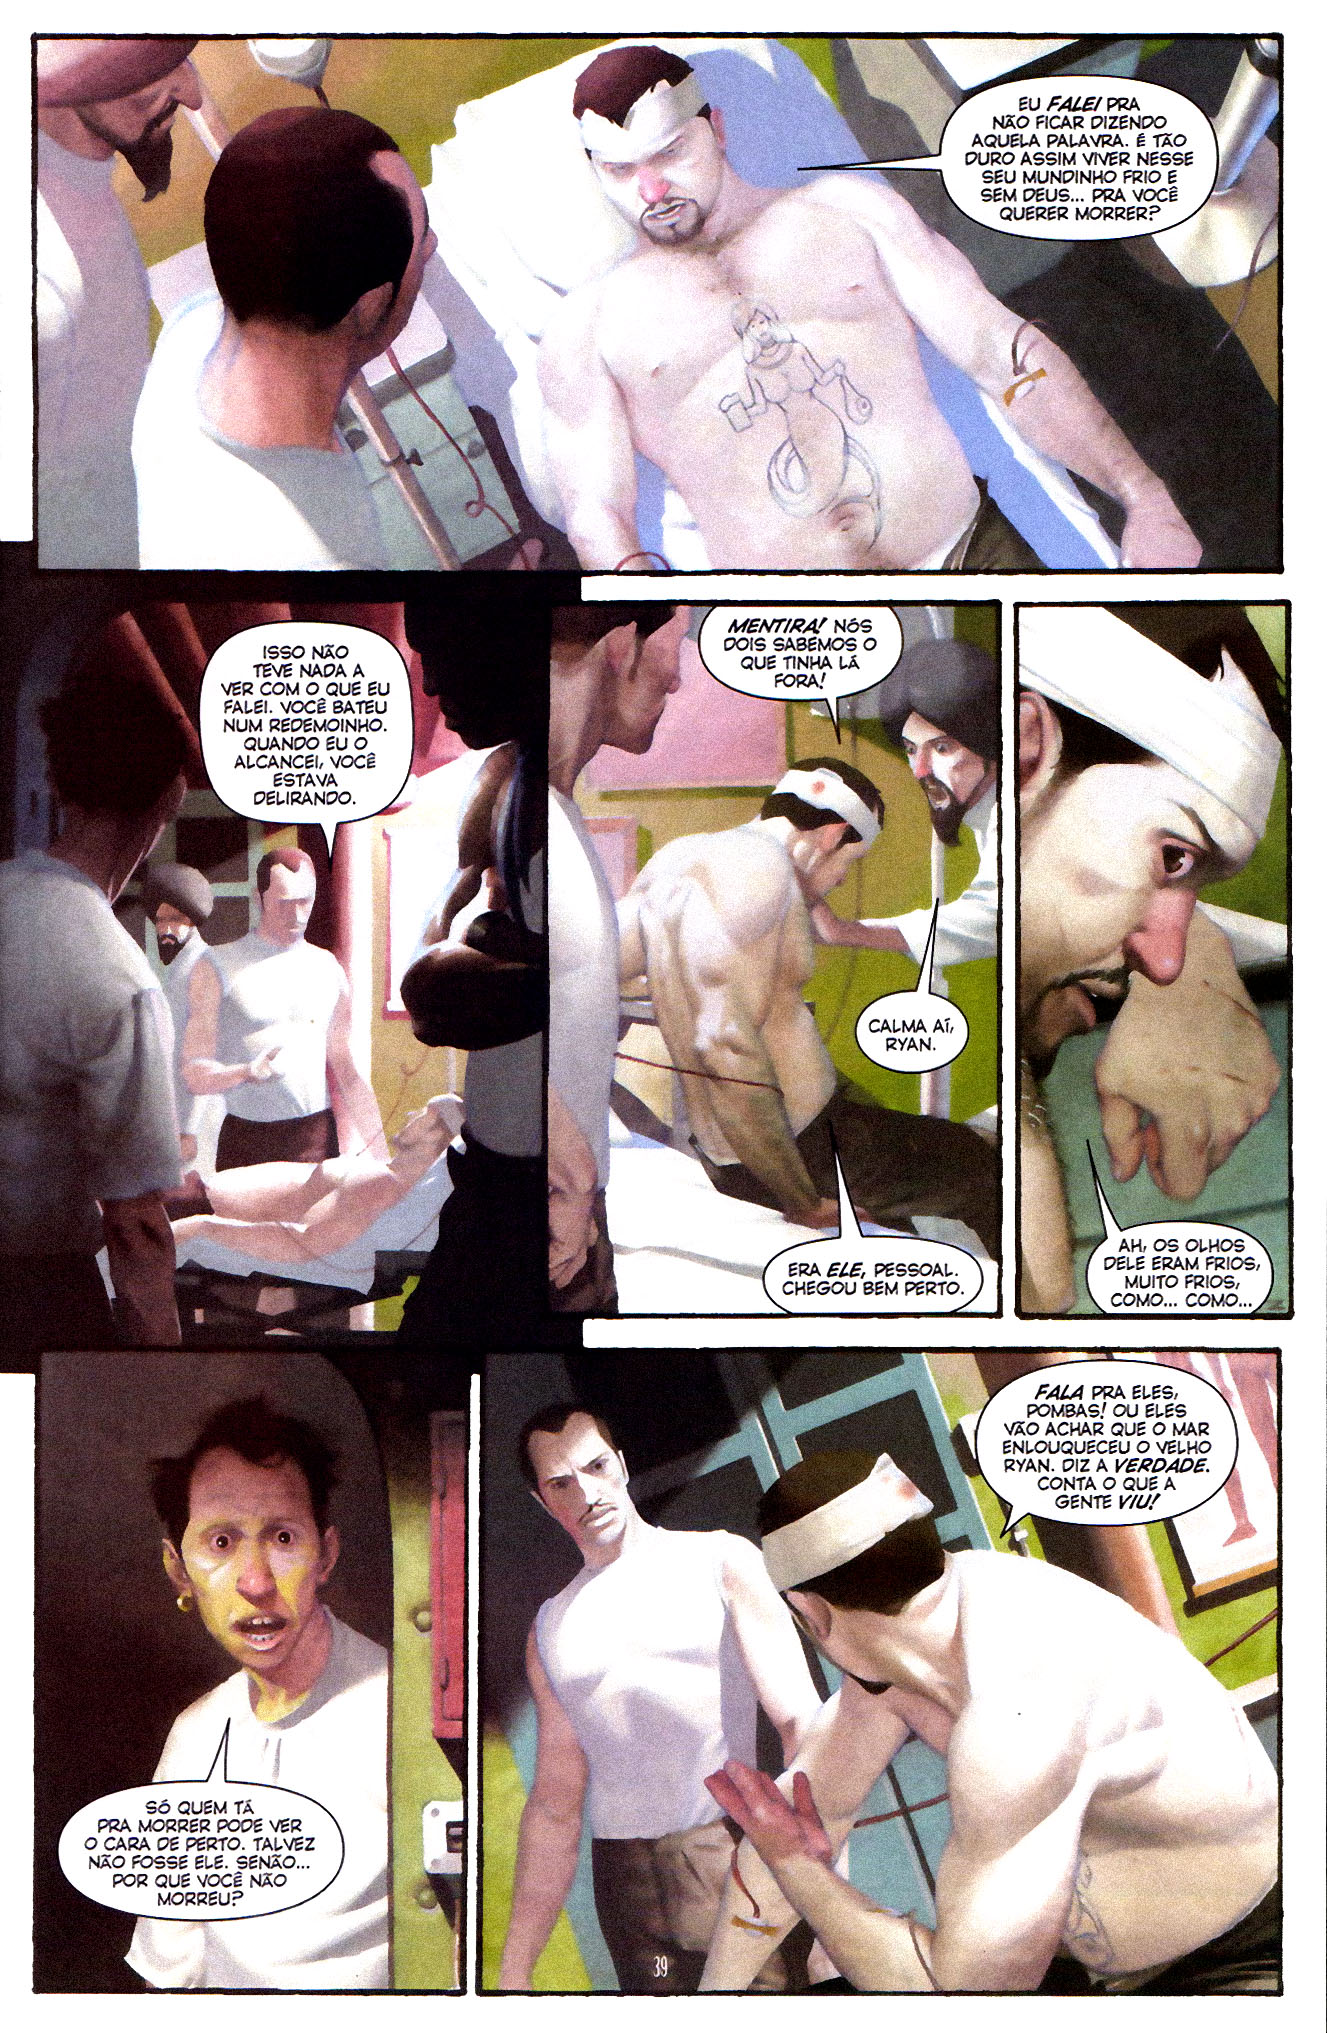 EU FALEI PRA
NÃO FICAR DIZENDO
AQUELA PALAVRA. É TÃO
DURO ASSIM VIVER NESSE
SEU MUNDINHO FRIO E
SEM DEUS... PRA VOCÊ
QUERER MORRER?
ISSO NÃO
TEVE NADA A
VER COM O QUE EU
FALEI. VOCÊ BATEU
NUM REDEMOINHO.
QUANDO EU O
ALCANCEI, VOCÊ
ESTAVA
DELIRANDO.
MENTIRA! NÓS
DOIS SABEMOS O
QUE TINHA LÁ
FORA!
CALMA AÍ,
RYAN.
ERA ELE, PESSOAL.
CHEGOU BEM PERTO.
AH, OS OLHOS
DELE ERAM FRIOS,
MUITO FRIOS,
COMO... COMO...
SÓ QUEM TÁ
PRA MORRER PODE VER
O CARA DE PERTO. TALVEZ
NÃO FOSSE ELE. SENÃO...
POR QUE VOCÊ NÃO
MORREU?
FALA PRA ELES,
POMBAS! OU ELES
VÃO ACHAR QUE O MAR
ENLOUQUECEU O VELHO
RYAN. DIZ A VERDADE.
CONTA O QUE A
GENTE VIU!
39